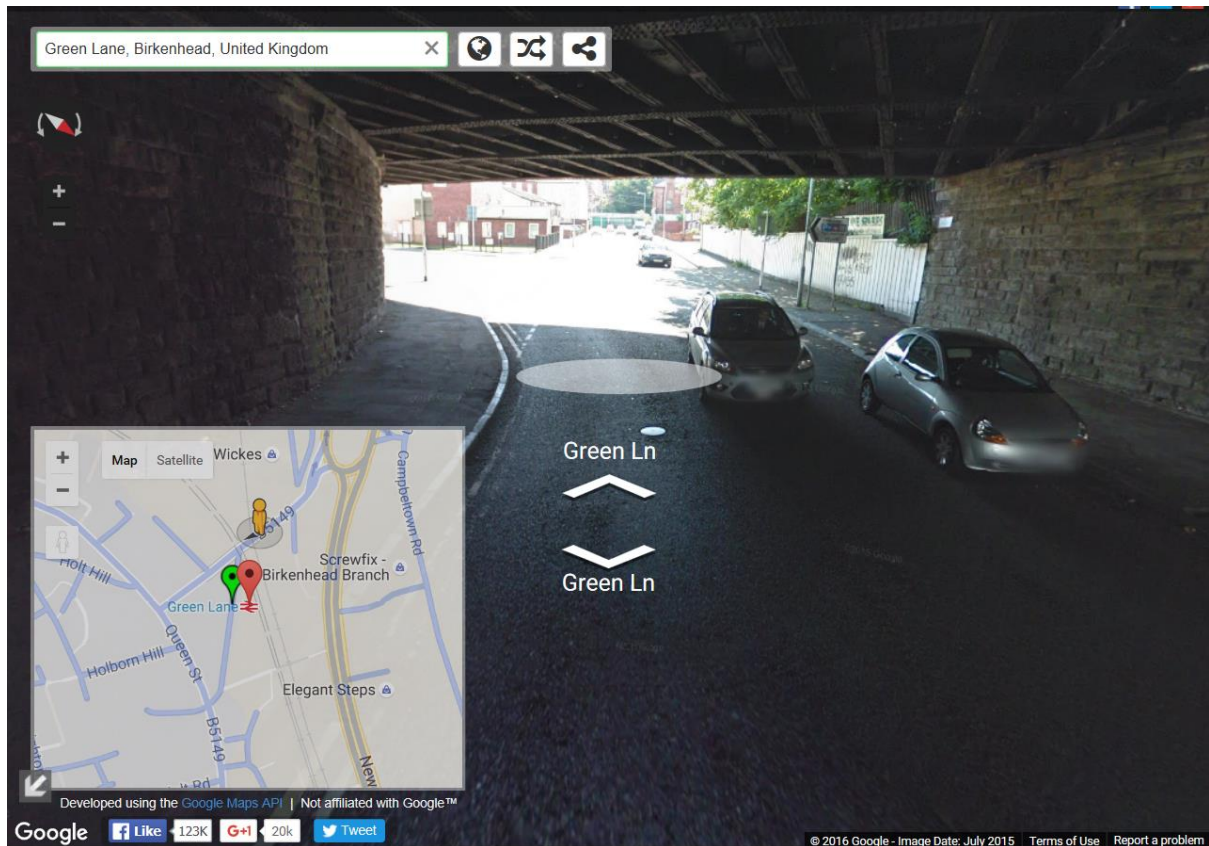 Green Lane, Birkenhead, United Kingdom
Green Ln
Green Ln
Map
Satellite
Wickes
B5149
Campbeltown Rd
Screwfix -
Birkenhead Branch
Holt Hill
Green Lane
Queen St
Holborn Hill
Elegant Steps
B5149
New
Rd
Developed using the Google Maps API | Not affiliated with Google™
Google
Like
123K
G+1
20k
Tweet
© 2016 Google - Image Date: July 2015
Terms of Use
Report a problem